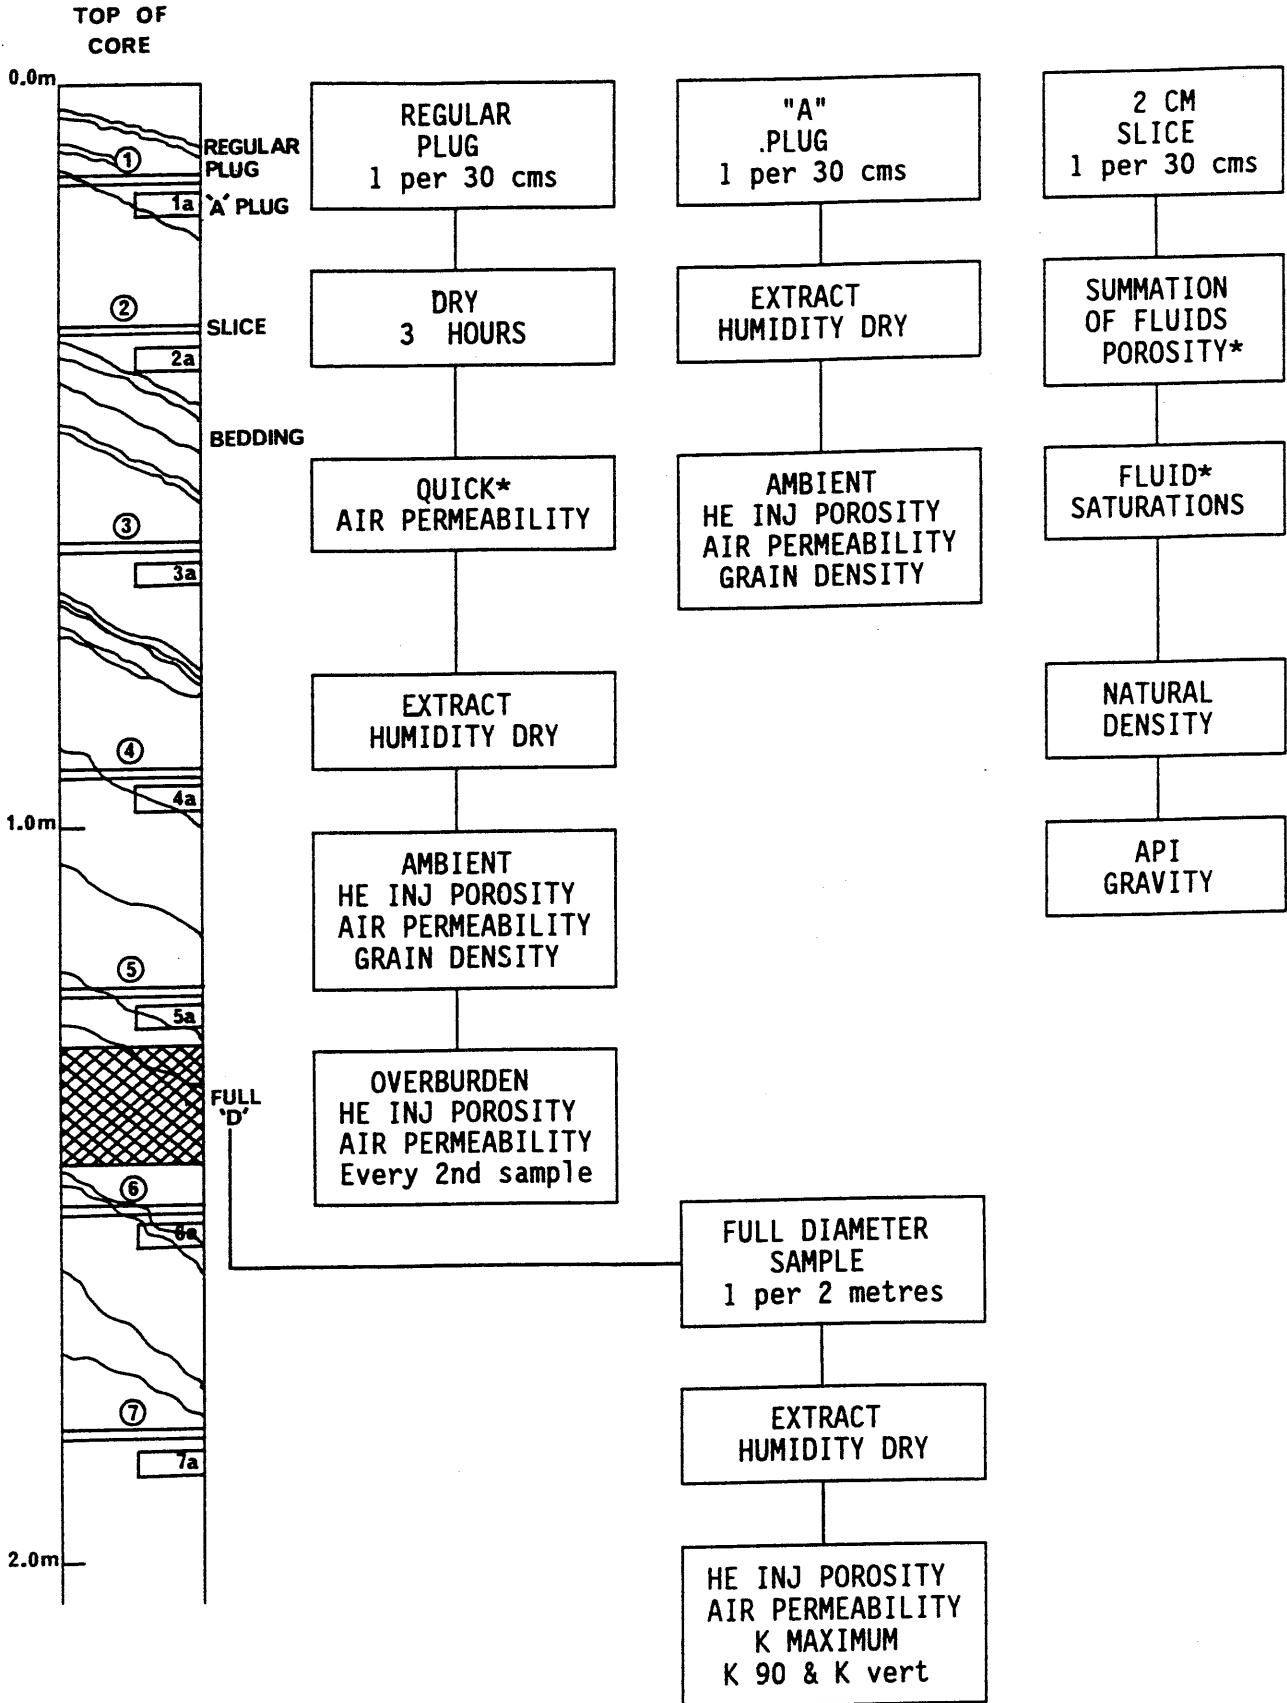 TOP OF
CORE
0.0m
①
REGULAR
PLUG
1a
'A' PLUG
②
SLICE
2a
BEDDING
③
3a
④
4a
1.0m
⑤
5a
FULL
'D'
⑥
6a
⑦
7a
2.0m
REGULAR
PLUG
1 per 30 cms
DRY
3 HOURS
QUICK*
AIR PERMEABILITY
EXTRACT
HUMIDITY DRY
AMBIENT
HE INJ POROSITY
AIR PERMEABILITY
GRAIN DENSITY
OVERBURDEN
HE INJ POROSITY
AIR PERMEABILITY
Every 2nd sample
"A"
.PLUG
1 per 30 cms
EXTRACT
HUMIDITY DRY
AMBIENT
HE INJ POROSITY
AIR PERMEABILITY
GRAIN DENSITY
FULL DIAMETER
SAMPLE
1 per 2 metres
EXTRACT
HUMIDITY DRY
HE INJ POROSITY
AIR PERMEABILITY
K MAXIMUM
K 90 & K vert
2 CM
SLICE
1 per 30 cms
SUMMATION
OF FLUIDS
POROSITY*
FLUID*
SATURATIONS
NATURAL
DENSITY
API
GRAVITY